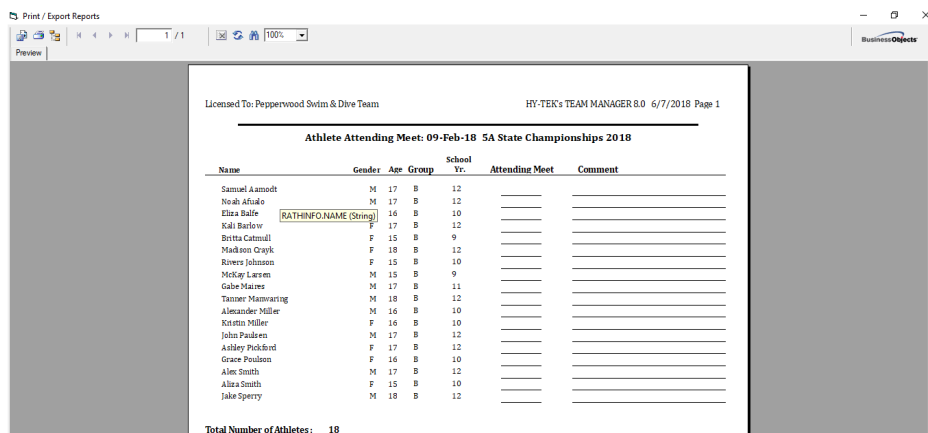 Print / Export Reports
1 / 1 100% BusinessObjects
Preview
Licensed To: Pepperwood Swim & Dive Team HY-TEK's TEAM MANAGER 8.0 6/7/2018 Page 1
Athlete Attending Meet: 09-Feb-18 5A State Championships 2018
School
Name Gender Age Group Yr. Attending Meet Comment
Samuel Aamodt M 17 B 12
Noah Afualo M 17 B 12
Eliza Balfe RATHINFO.NAME (String) 16 B 10
Kali Barlow F 17 B 12
Britta Catmull F 15 B 9
Madison Crayk F 18 B 12
Rivers Johnson F 15 B 10
McKay Larsen M 15 B 9
Gabe Maires M 17 B 11
Tanner Manwaring M 18 B 12
Alexander Miller M 16 B 10
Kristin Miller F 16 B 10
John Paulsen M 17 B 12
Ashley Pickford F 17 B 12
Grace Poulson F 16 B 10
Alex Smith M 17 B 12
Aliza Smith F 15 B 10
Jake Sperry M 18 B 12
Total Number of Athletes : 18